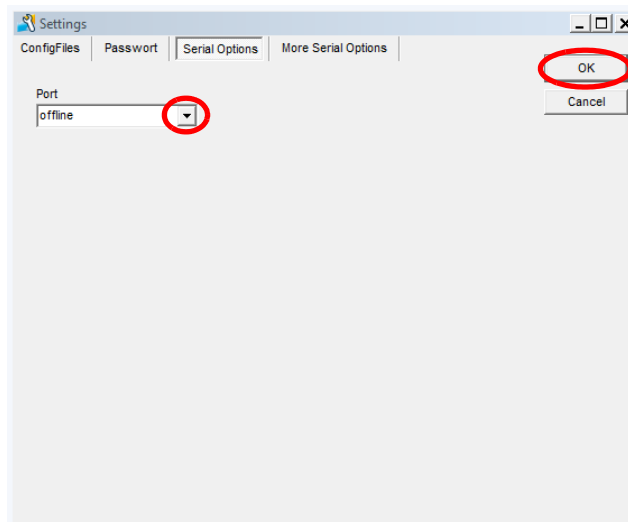 Settings
ConfigFiles Passwort Serial Options More Serial Options
OK
Port
Cancel
offline